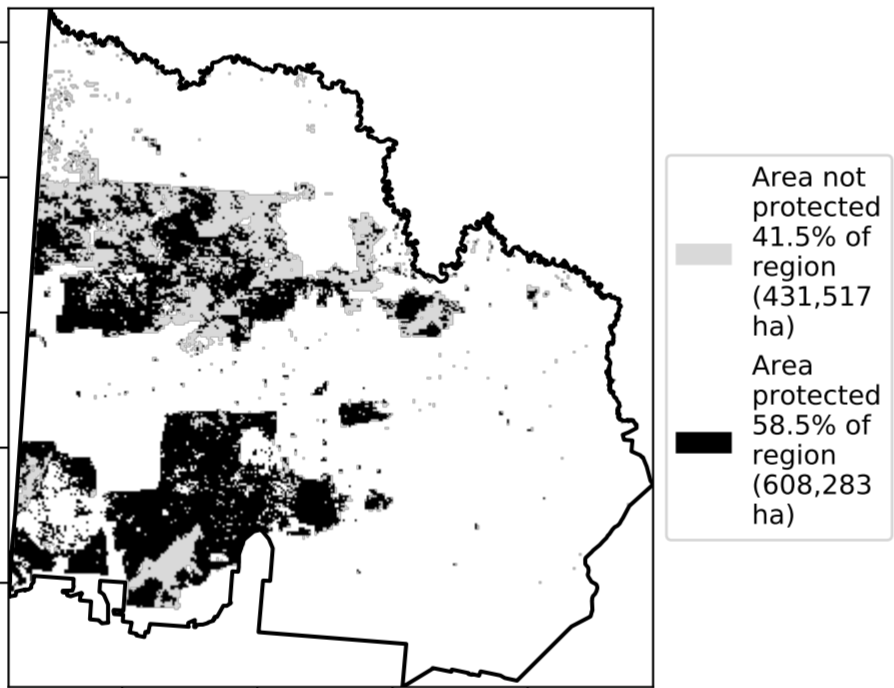 Area not
protected
41.5% of
region
(431,517
ha)
Area
protected
58.5% of
region
(608,283
ha)